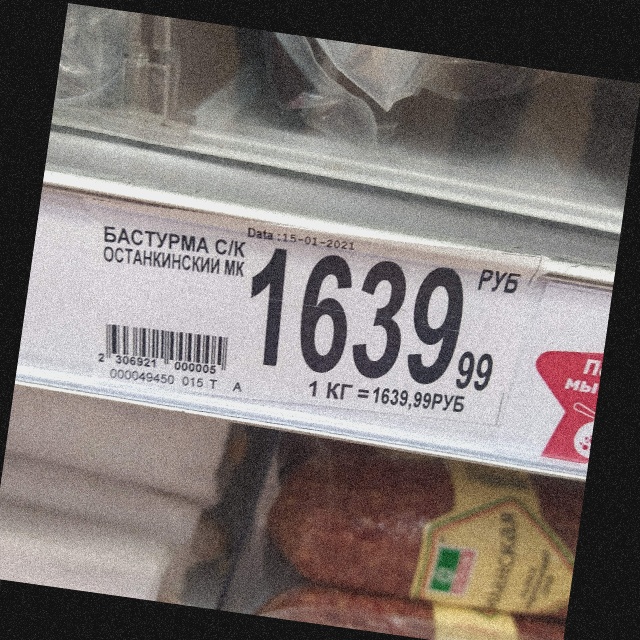 Data :15-01-2021
БАСТУРМА С/К
ОСТАНКИНСКИЙ МК
1639 99
РУБ
2 306921 000005
000049450 015 Т А
1 КГ =1639,99РУБ